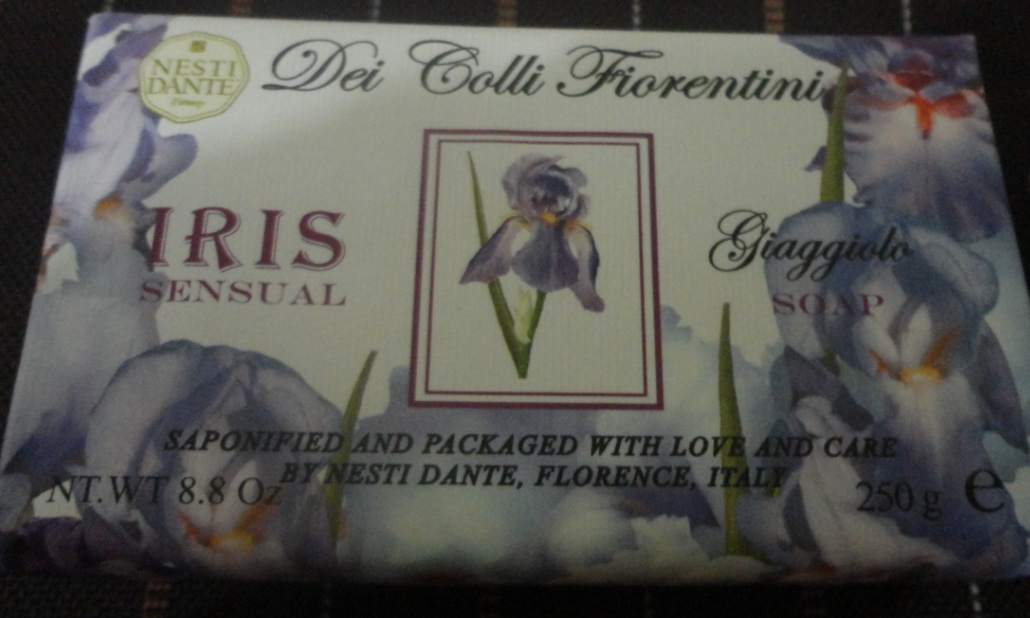 NESTI
DANTE
Firenze
Dei Colli Fiorentini
IRIS
SENSUAL
Giaggiolo
SOAP
SAPONIFIED AND PACKAGED WITH LOVE AND CARE
BY NESTI DANTE, FLORENCE, ITALY
NT. WT 8.8 Oz
250 g e